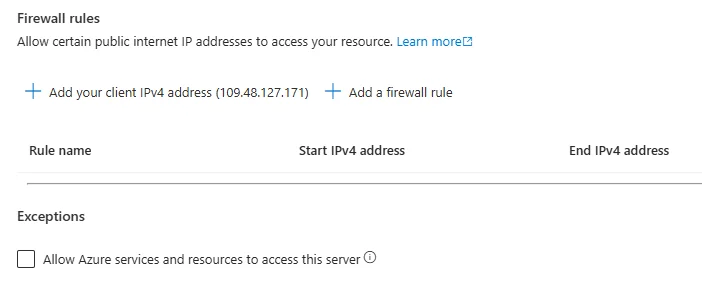 Firewall rules
Allow certain public internet IP addresses to access your resource. Learn more
+ Add your client IPv4 address (109.48.127.171) + Add a firewall rule
Rule name Start IPv4 address End IPv4 address
Exceptions
Allow Azure services and resources to access this server